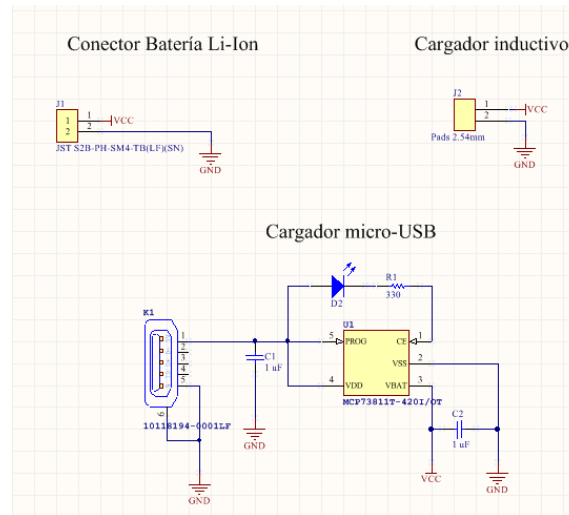 Conector Batería Li-Ion
Cargador inductivo
J1
1
1
VCC
2
2
JST S2B-PH-SM4-TB(LF)(SN)
GND
J2
1
VCC
2
Pads 2.54mm
GND
Cargador micro-USB
D2
R1
330
K1
1
2
3
4
5
6
10118194-0001LF
GND
C1
1 uF
GND
U1
5
PROG
CE
1
VSS
2
4
VDD
VBAT
3
MCP73811T-420I/OT
C2
1 uF
VCC
GND